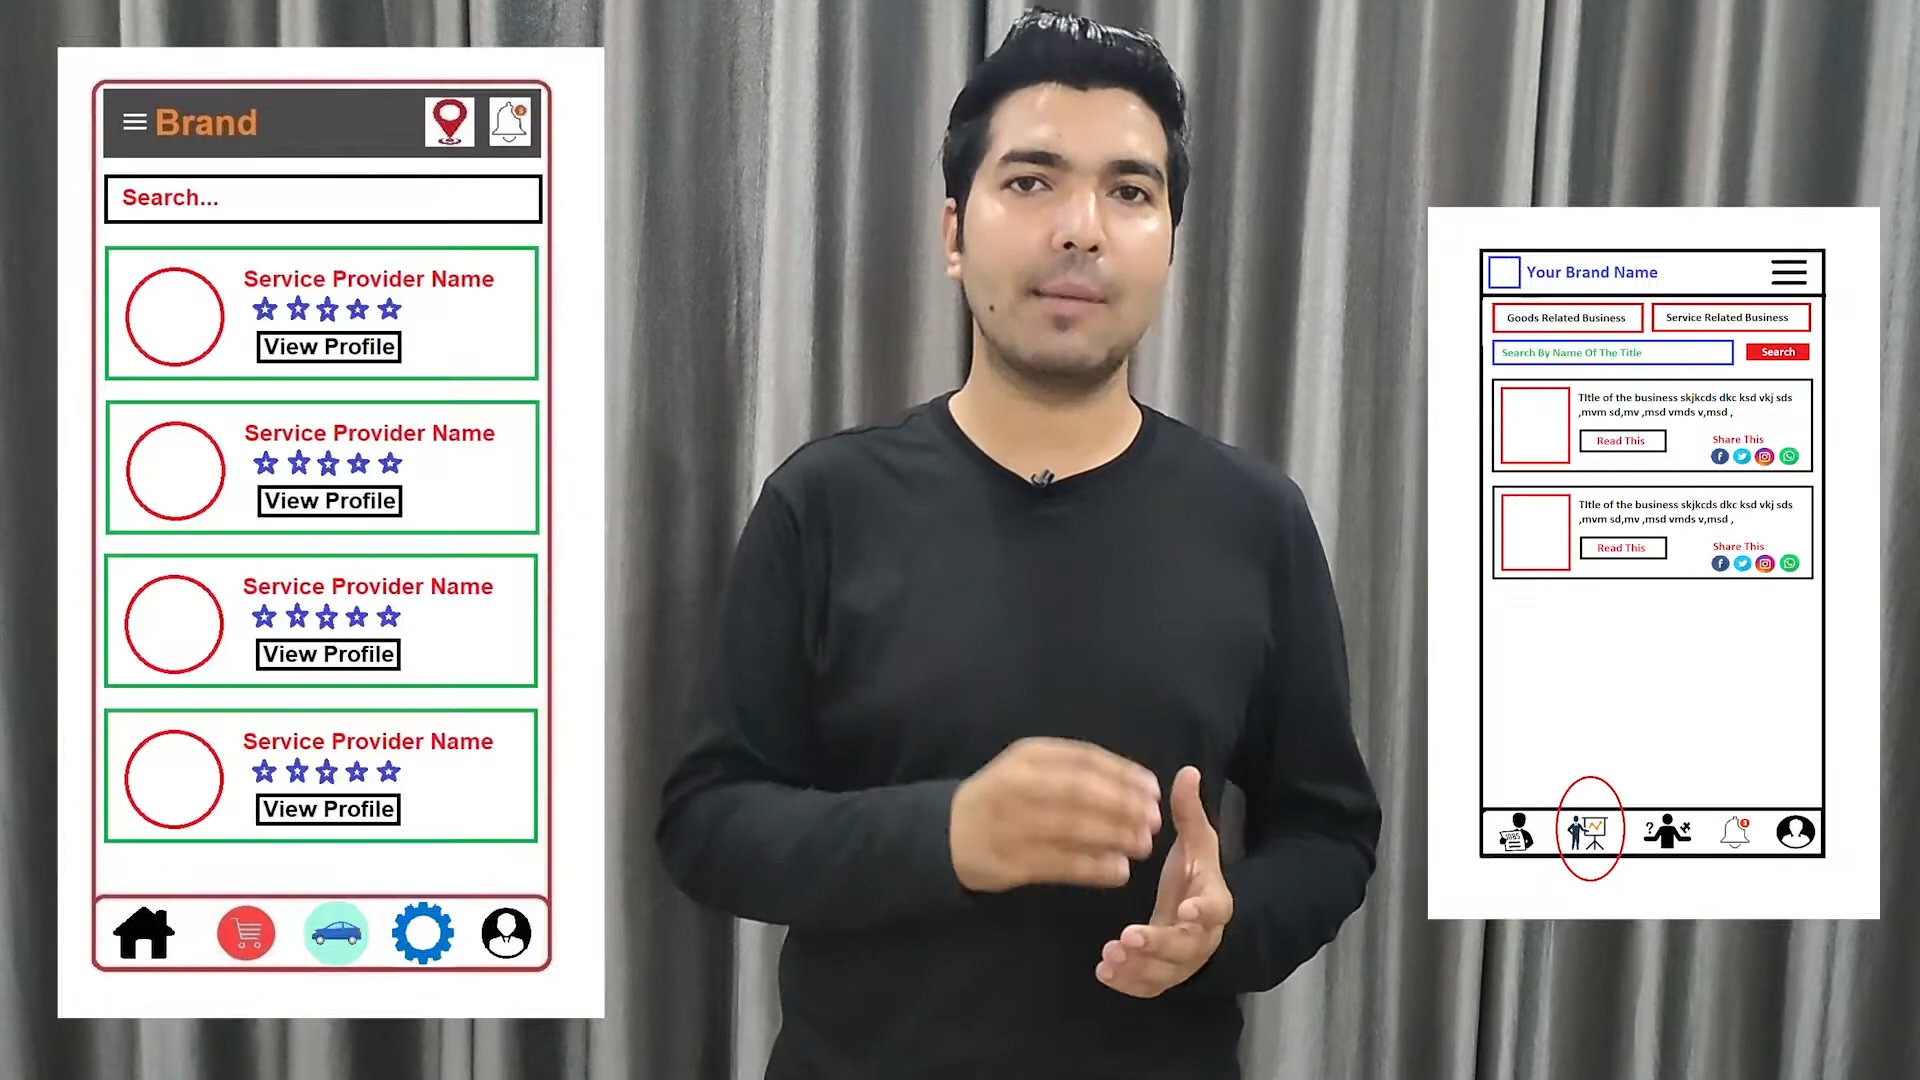 Brand
Search...
Service Provider Name
View Profile
Service Provider Name
View Profile
Service Provider Name
View Profile
Service Provider Name
View Profile
Your Brand Name
Goods Related Business
Service Related Business
Search By Name Of The Title
Search
TItle of the business skjkcds dkc ksd vkj sds
,mvm sd,mv ,msd vmds v,msd ,
Read This
Share This
TItle of the business skjkcds dkc ksd vkj sds
,mvm sd,mv ,msd vmds v,msd ,
Read This
Share This
JOBS
?
3